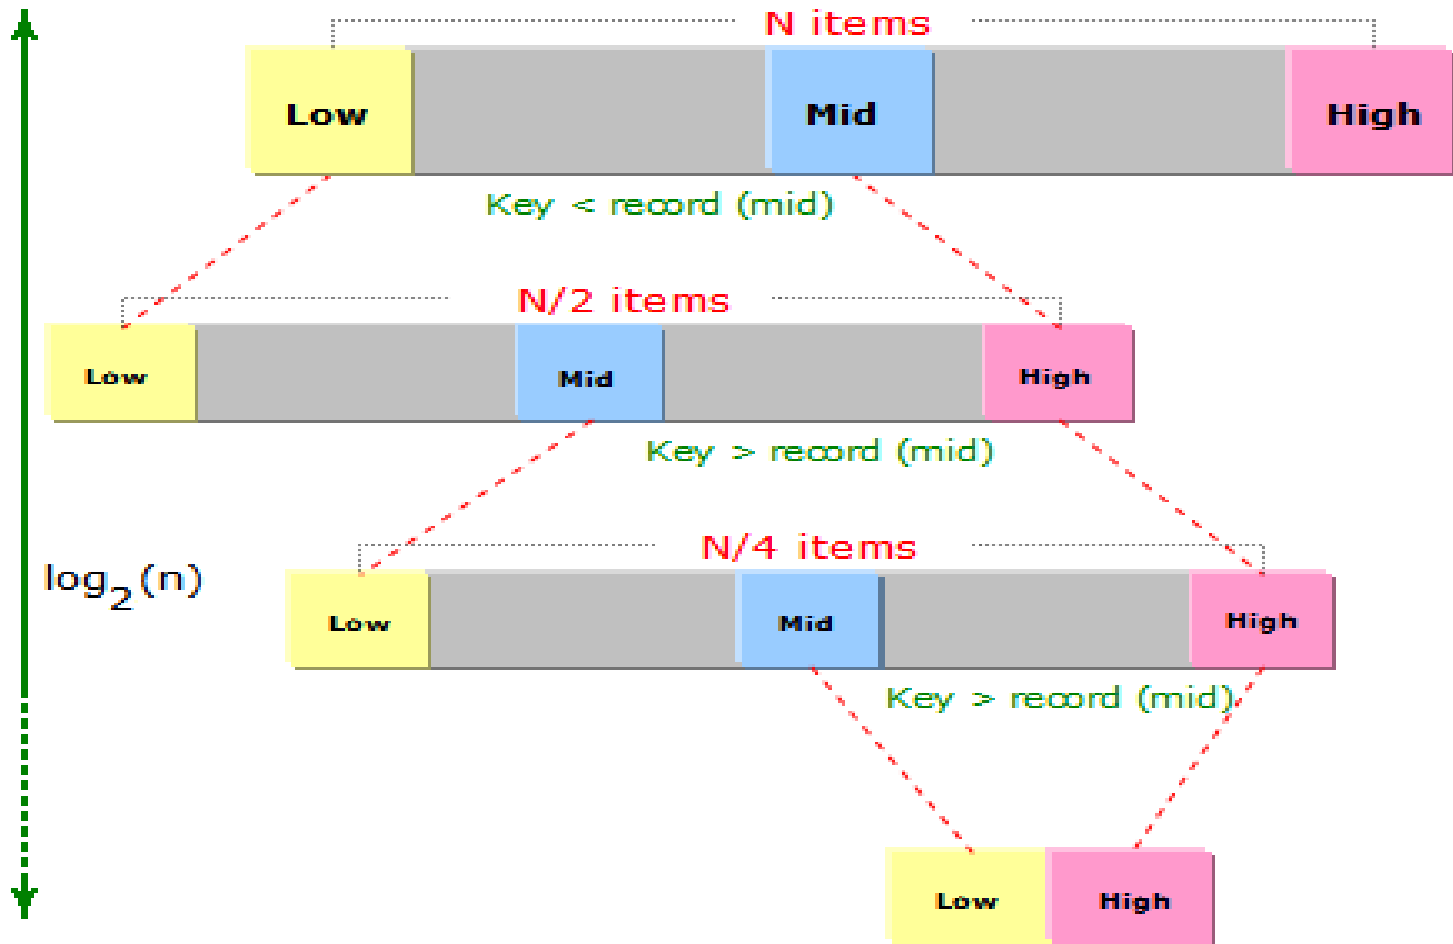 N items
Low Mid High
Key < record (mid)
N/2 items
Low Mid High
Key > record (mid)
N/4 items
log₂(n)
Low Mid High
Key > record (mid)
Low High